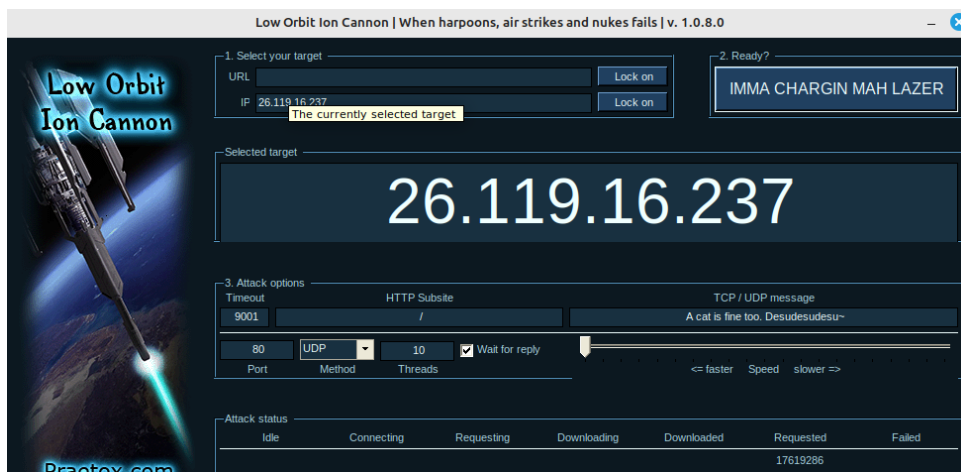 Low Orbit Ion Cannon | When harpoons, air strikes and nukes fails | v. 1.0.8.0
Low Orbit
Ion Cannon
1. Select your target
URL
Lock on
IP 26.119.16.237 Lock on
The currently selected target
2. Ready?
IMMA CHARGIN MAH LAZER
Selected target
26.119.16.237
3. Attack options
Timeout HTTP Subsite TCP / UDP message
9001 / A cat is fine too. Desudesudesu~
80 UDP 10 Wait for reply
Port Method Threads <= faster Speed slower =>
Attack status
Idle Connecting Requesting Downloading Downloaded Requested Failed
17619286
Praetox.com